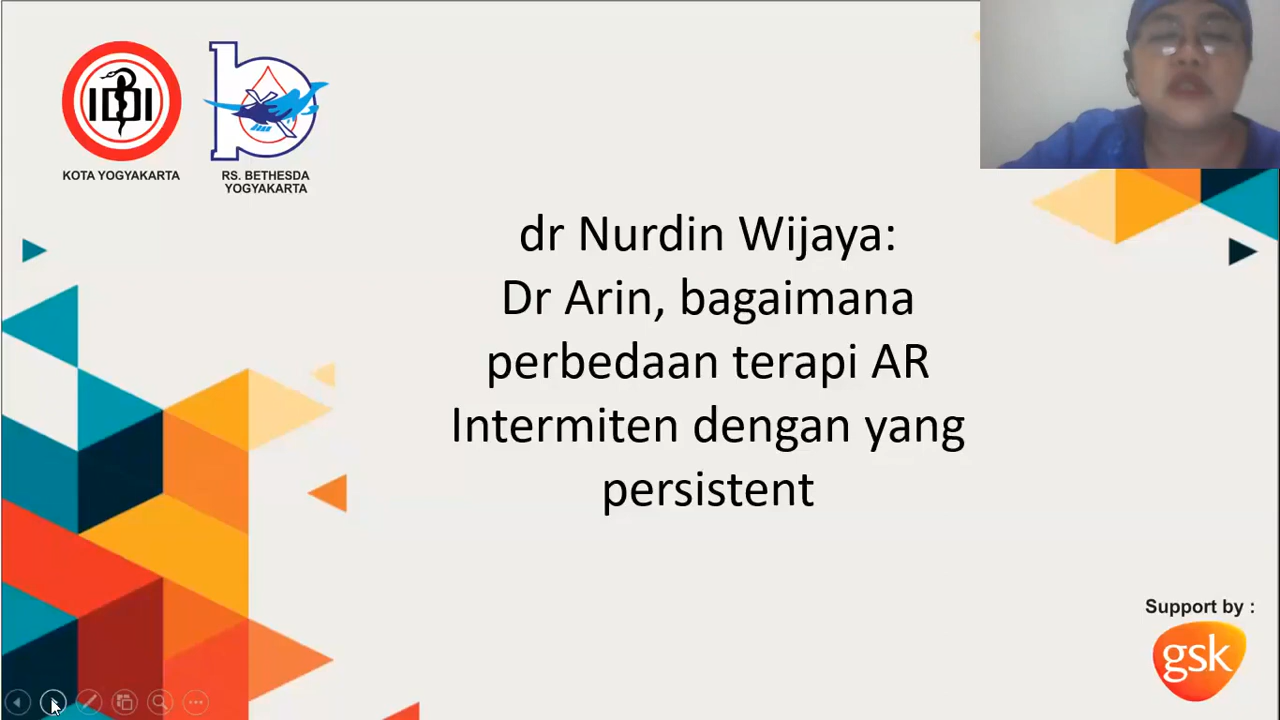 IDI
KOTA YOGYAKARTA
RS. BETHESDA
YOGYAKARTA
dr Nurdin Wijaya:
Dr Arin, bagaimana
perbedaan terapi AR
Intermiten dengan yang
persistent
Support by :
gsk